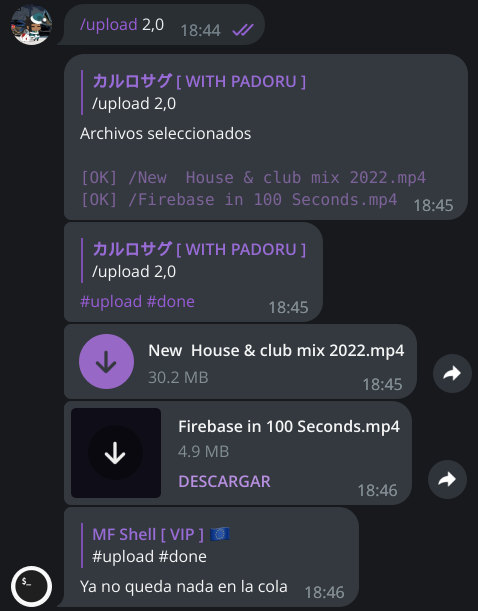 /upload 2,0 18:44
カルロサグ [ WITH PADORU ]
/upload 2,0
Archivos seleccionados
[OK] /New  House & club mix 2022.mp4
[OK] /Firebase in 100 Seconds.mp4 18:45
カルロサグ [ WITH PADORU ]
/upload 2,0
#upload #done 18:45
New  House & club mix 2022.mp4
30.2 MB 18:45
Firebase in 100 Seconds.mp4
4.9 MB
DESCARGAR 18:46
MF Shell [ VIP ] 🇪🇺
#upload #done
$_ Ya no queda nada en la cola 18:46